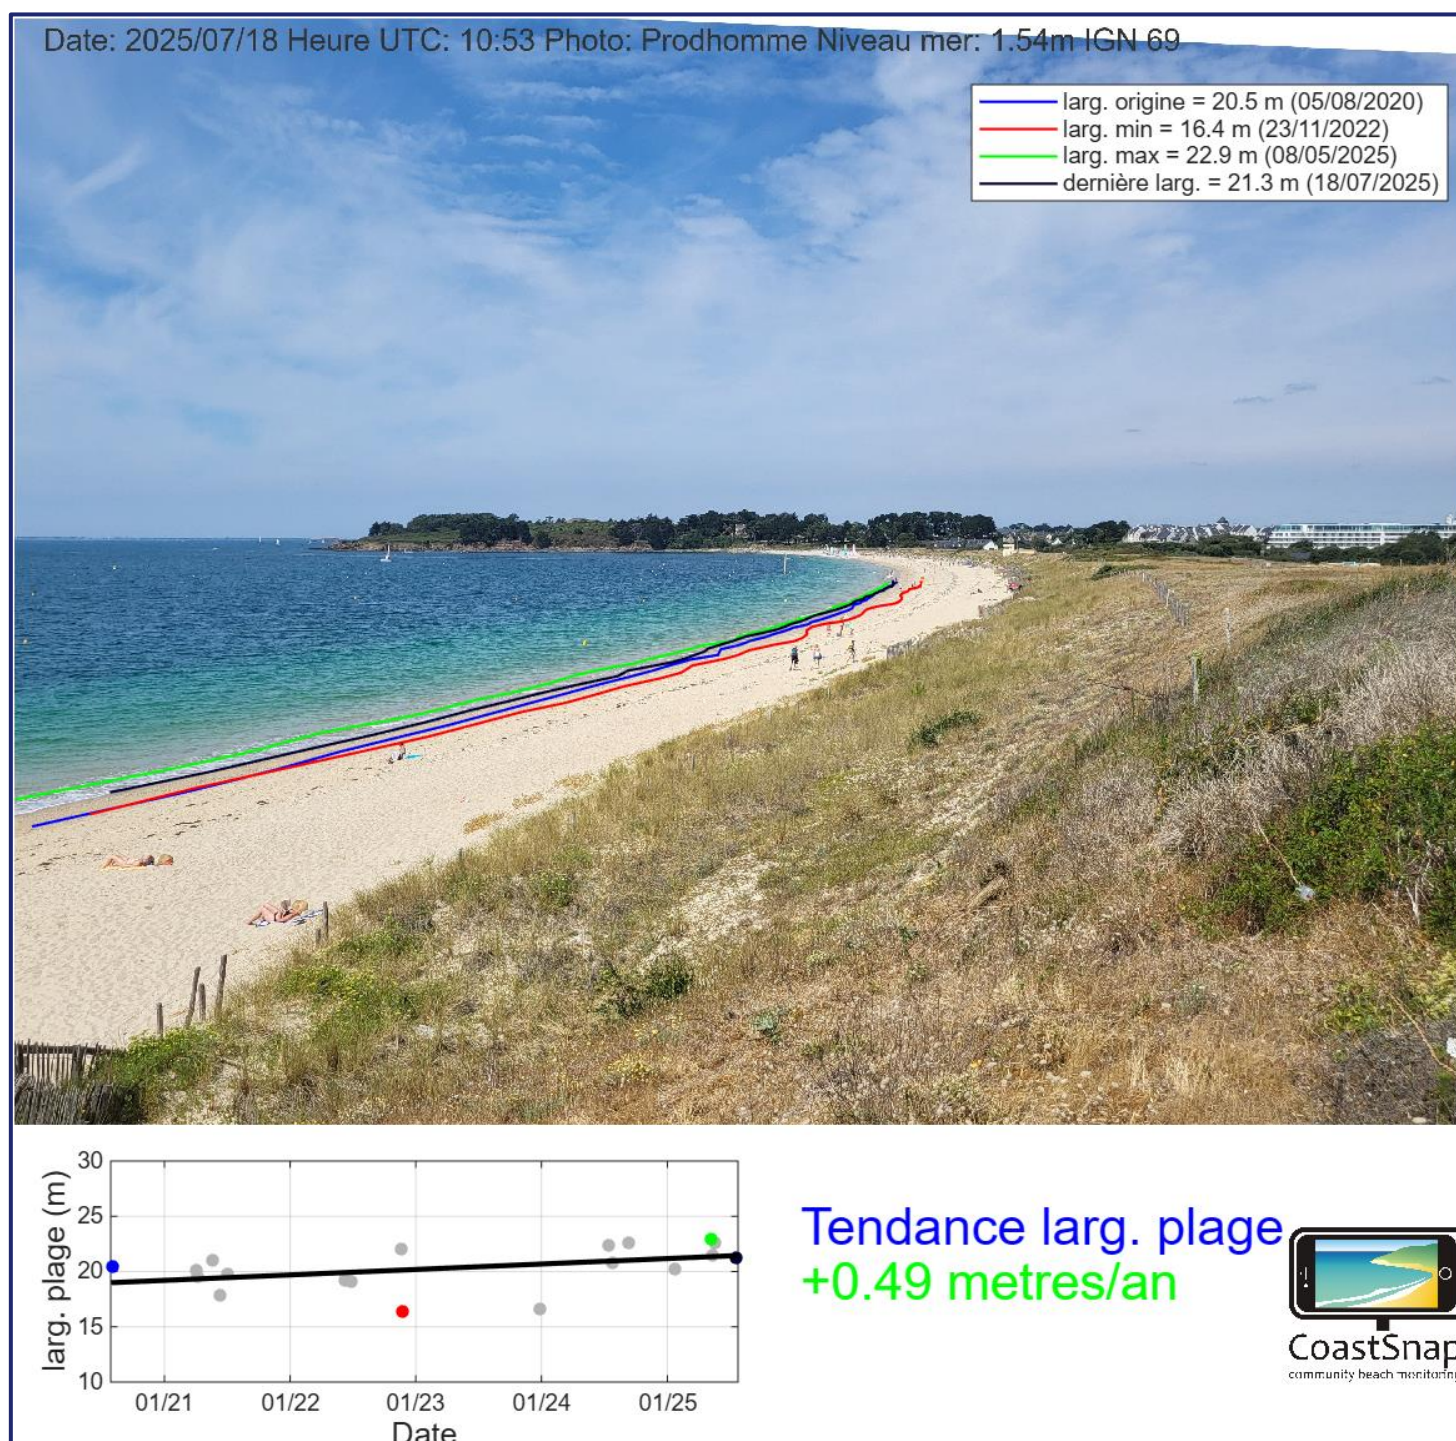 Date: 2025/07/18 Heure UTC: 10:53 Photo: Prodhomme Niveau mer: 1.54m IGN 69
larg. origine = 20.5 m (05/08/2020)
larg. min = 16.4 m (23/11/2022)
larg. max = 22.9 m (08/05/2025)
dernière larg. = 21.3 m (18/07/2025)
30
25
20
15
10
larg. plage (m)
01/21 01/22 01/23 01/24 01/25
Date
Tendance larg. plage
+0.49 metres/an
CoastSnap
community beach monitoring